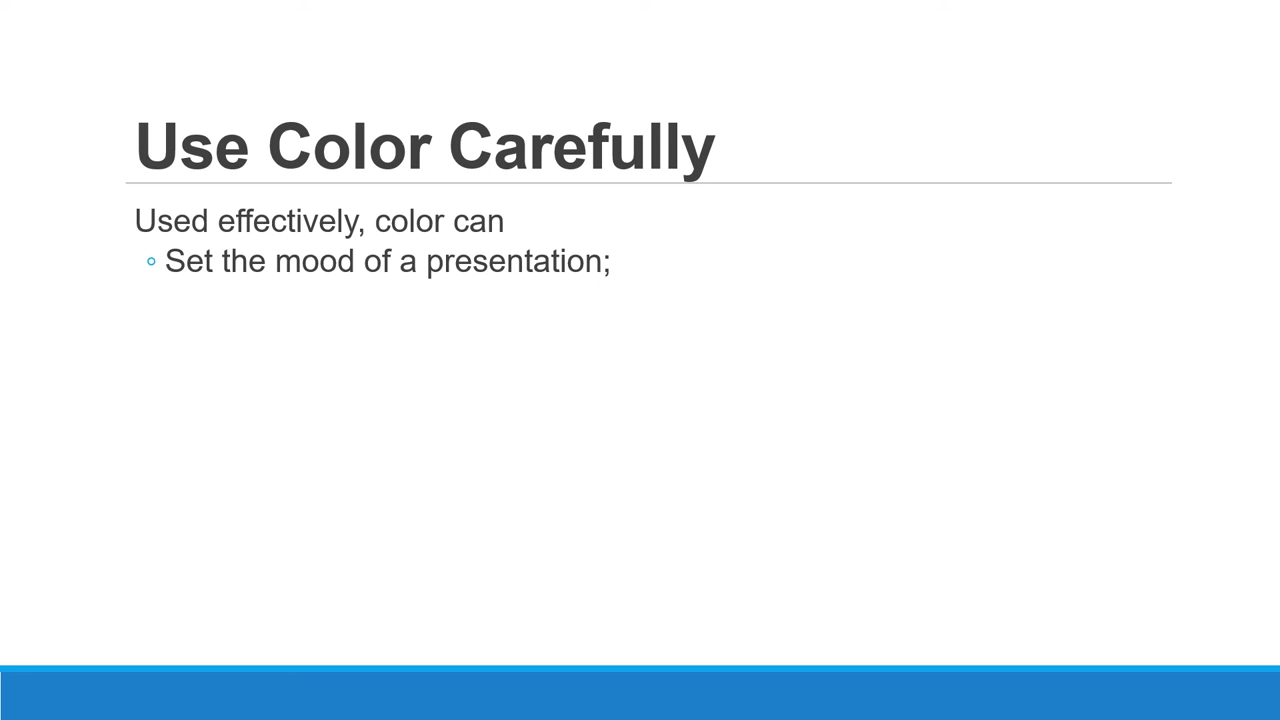 Use Color Carefully
Used effectively, color can
◦ Set the mood of a presentation;